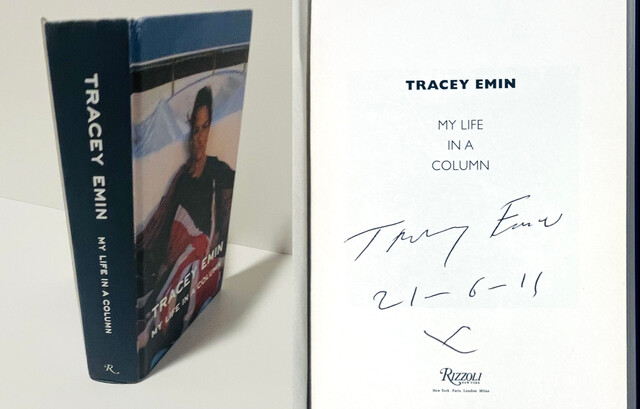 TRACEY EMIN MY LIFE IN A COLUMN
R
TRACEY EMIN
MY LIFE IN A COLUMN
TRACEY EMIN
MY LIFE
IN A
COLUMN
Tracey Emin
21-6-11
X
RIZZOLI
NEW YORK
New York · Paris · London · Milan